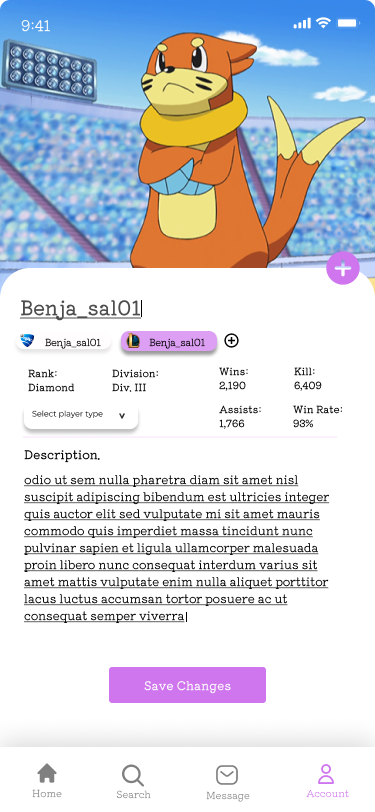 9:41
Benja_sal01
Benja_sal01 Benja_sal01
Rank: Division: Wins: Kill:
Diamond Div. III 2,190 6,409
Select player type Assists: Win Rate:
1,766 93%
Description.
odio ut sem nulla pharetra diam sit amet nisl
suscipit adipiscing bibendum est ultricies integer
quis auctor elit sed vulputate mi sit amet mauris
commodo quis imperdiet massa tincidunt nunc
pulvinar sapien et ligula ullamcorper malesuada
proin libero nunc consequat interdum varius sit
amet mattis vulputate enim nulla aliquet porttitor
lacus luctus accumsan tortor posuere ac ut
consequat semper viverra
Save Changes
Home Search Message Account